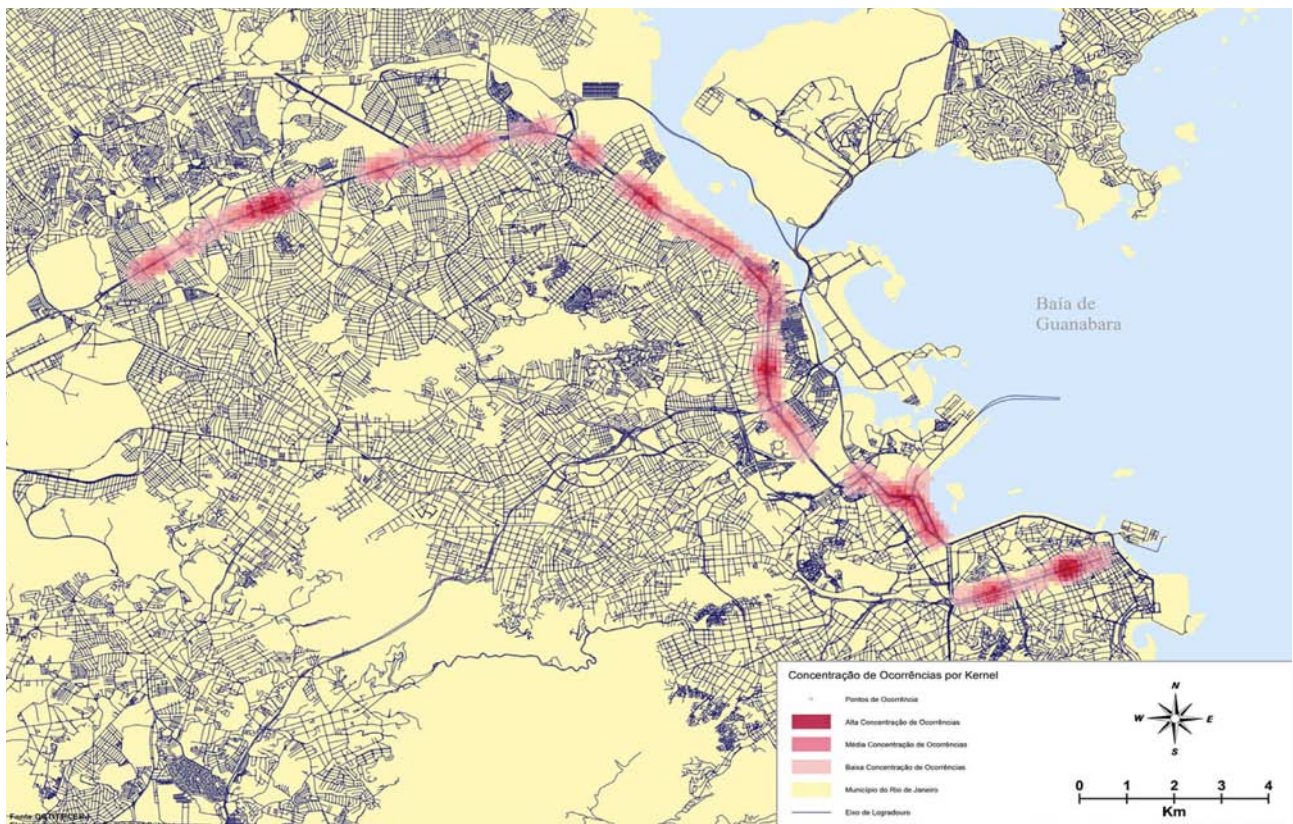 Baía de
Guanabara
Concentração de Ocorrências por Kernel
Pontos de Ocorrência
Alta Concentração de Ocorrências
Média Concentração de Ocorrências
Baixa Concentração de Ocorrências
Município do Rio de Janeiro
Eixo de Logradouro
N
W E
S
0 1 2 3 4
Km
Fonte: